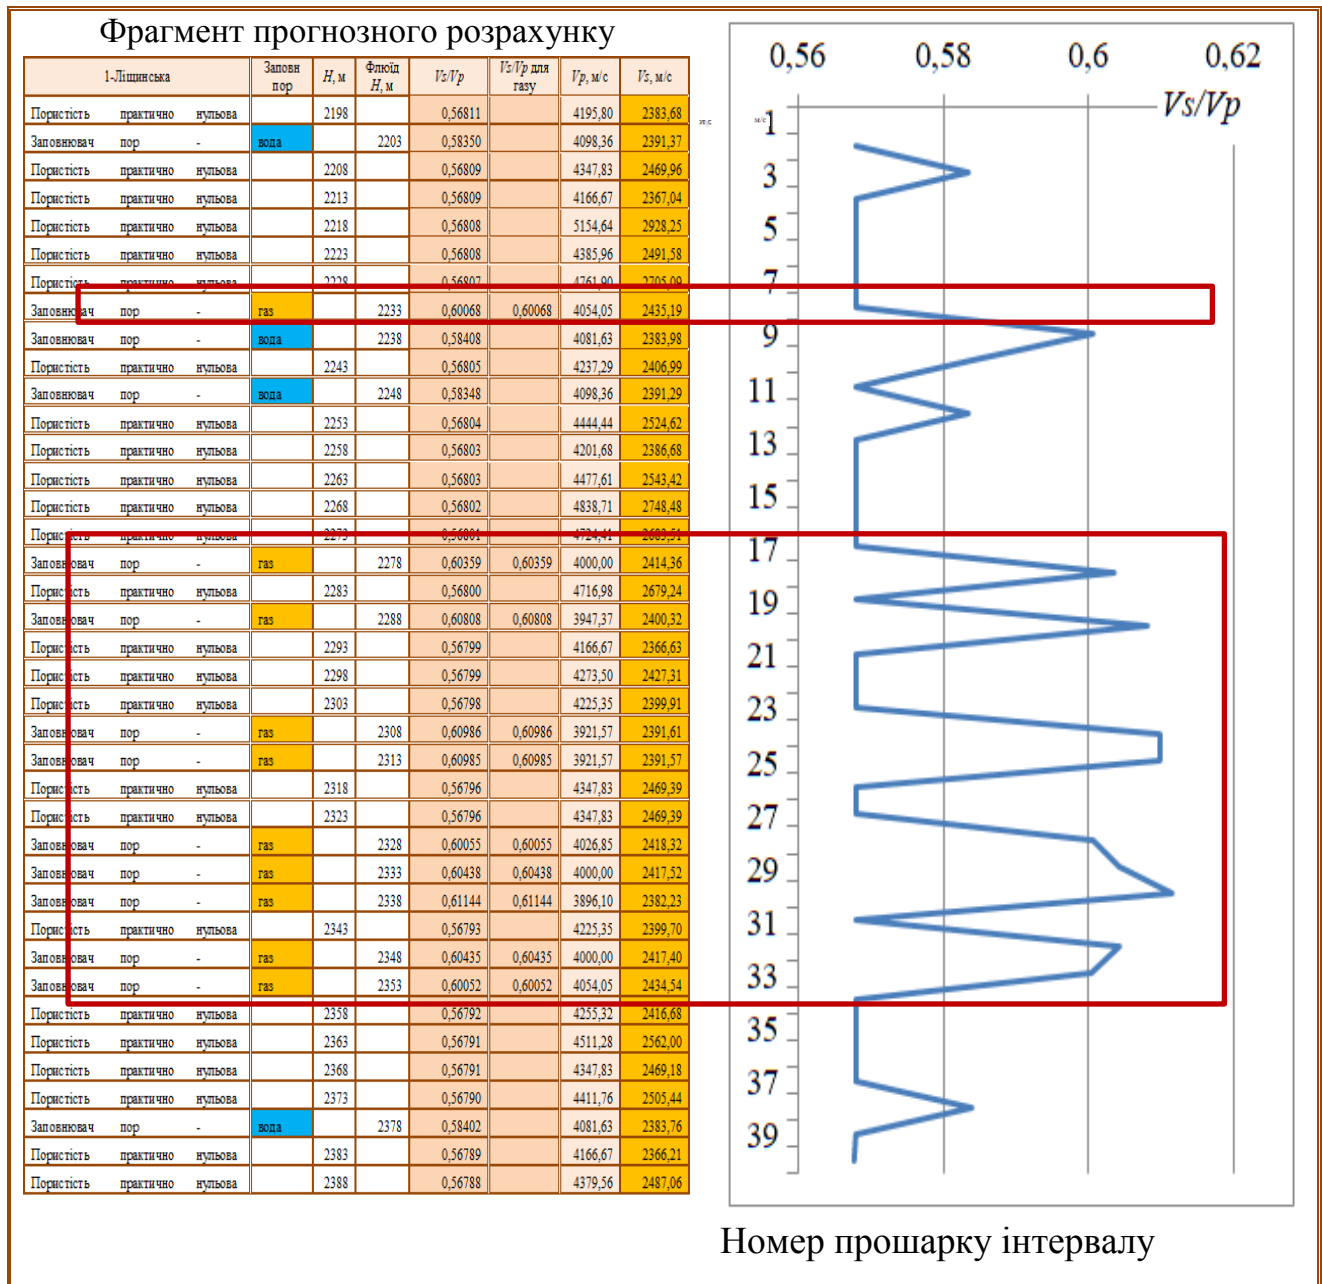 Фрагмент прогнозного розрахунку
1-Ліщинська Заповн пор H, м Флюїд H, м Vs/Vp Vs/Vp для газу Vp, м/с Vs, м/с
Пористість практично нульова 2198 0,56811 4195,80 2383,68
Заповнювач пор - вода 2203 0,58350 4098,36 2391,37
Пористість практично нульова 2208 0,56809 4347,83 2469,96
Пористість практично нульова 2213 0,56809 4166,67 2367,04
Пористість практично нульова 2218 0,56808 5154,64 2928,25
Пористість практично нульова 2223 0,56808 4385,96 2491,58
Пористість практично нульова 2228 0,56807 4761,90 2705,09
Заповнювач пор - газ 2233 0,60068 0,60068 4054,05 2435,19
Заповнювач пор - вода 2238 0,58408 4081,63 2383,98
Пористість практично нульова 2243 0,56805 4237,29 2406,99
Заповнювач пор - вода 2248 0,58348 4098,36 2391,29
Пористість практично нульова 2253 0,56804 4444,44 2524,62
Пористість практично нульова 2258 0,56803 4201,68 2386,68
Пористість практично нульова 2263 0,56803 4477,61 2543,42
Пористість практично нульова 2268 0,56802 4838,71 2748,48
Пористість практично нульова 2273 0,56801 4724,41 2683,51
Заповнювач пор - газ 2278 0,60359 0,60359 4000,00 2414,36
Пористість практично нульова 2283 0,56800 4716,98 2679,24
Заповнювач пор - газ 2288 0,60808 0,60808 3947,37 2400,32
Пористість практично нульова 2293 0,56799 4166,67 2366,63
Пористість практично нульова 2298 0,56799 4273,50 2427,31
Пористість практично нульова 2303 0,56798 4225,35 2399,91
Заповнювач пор - газ 2308 0,60986 0,60986 3921,57 2391,61
Заповнювач пор - газ 2313 0,60985 0,60985 3921,57 2391,57
Пористість практично нульова 2318 0,56796 4347,83 2469,39
Пористість практично нульова 2323 0,56796 4347,83 2469,39
Заповнювач пор - газ 2328 0,60055 0,60055 4026,85 2418,32
Заповнювач пор - газ 2333 0,60438 0,60438 4000,00 2417,52
Заповнювач пор - газ 2338 0,61144 0,61144 3896,10 2382,23
Пористість практично нульова 2343 0,56793 4225,35 2399,70
Заповнювач пор - газ 2348 0,60435 0,60435 4000,00 2417,40
Заповнювач пор - газ 2353 0,60052 0,60052 4054,05 2434,54
Пористість практично нульова 2358 0,56792 4255,32 2416,68
Пористість практично нульова 2363 0,56791 4511,28 2562,00
Пористість практично нульова 2368 0,56791 4347,83 2469,18
Пористість практично нульова 2373 0,56790 4411,76 2505,44
Заповнювач пор - вода 2378 0,58402 4081,63 2383,76
Пористість практично нульова 2383 0,56789 4166,67 2366,21
Пористість практично нульова 2388 0,56788 4379,56 2487,06
0,56 0,58 0,6 0,62
Vs/Vp
м/с
1
3
5
7
9
11
13
15
17
19
21
23
25
27
29
31
33
35
37
39
Номер прошарку інтервалу